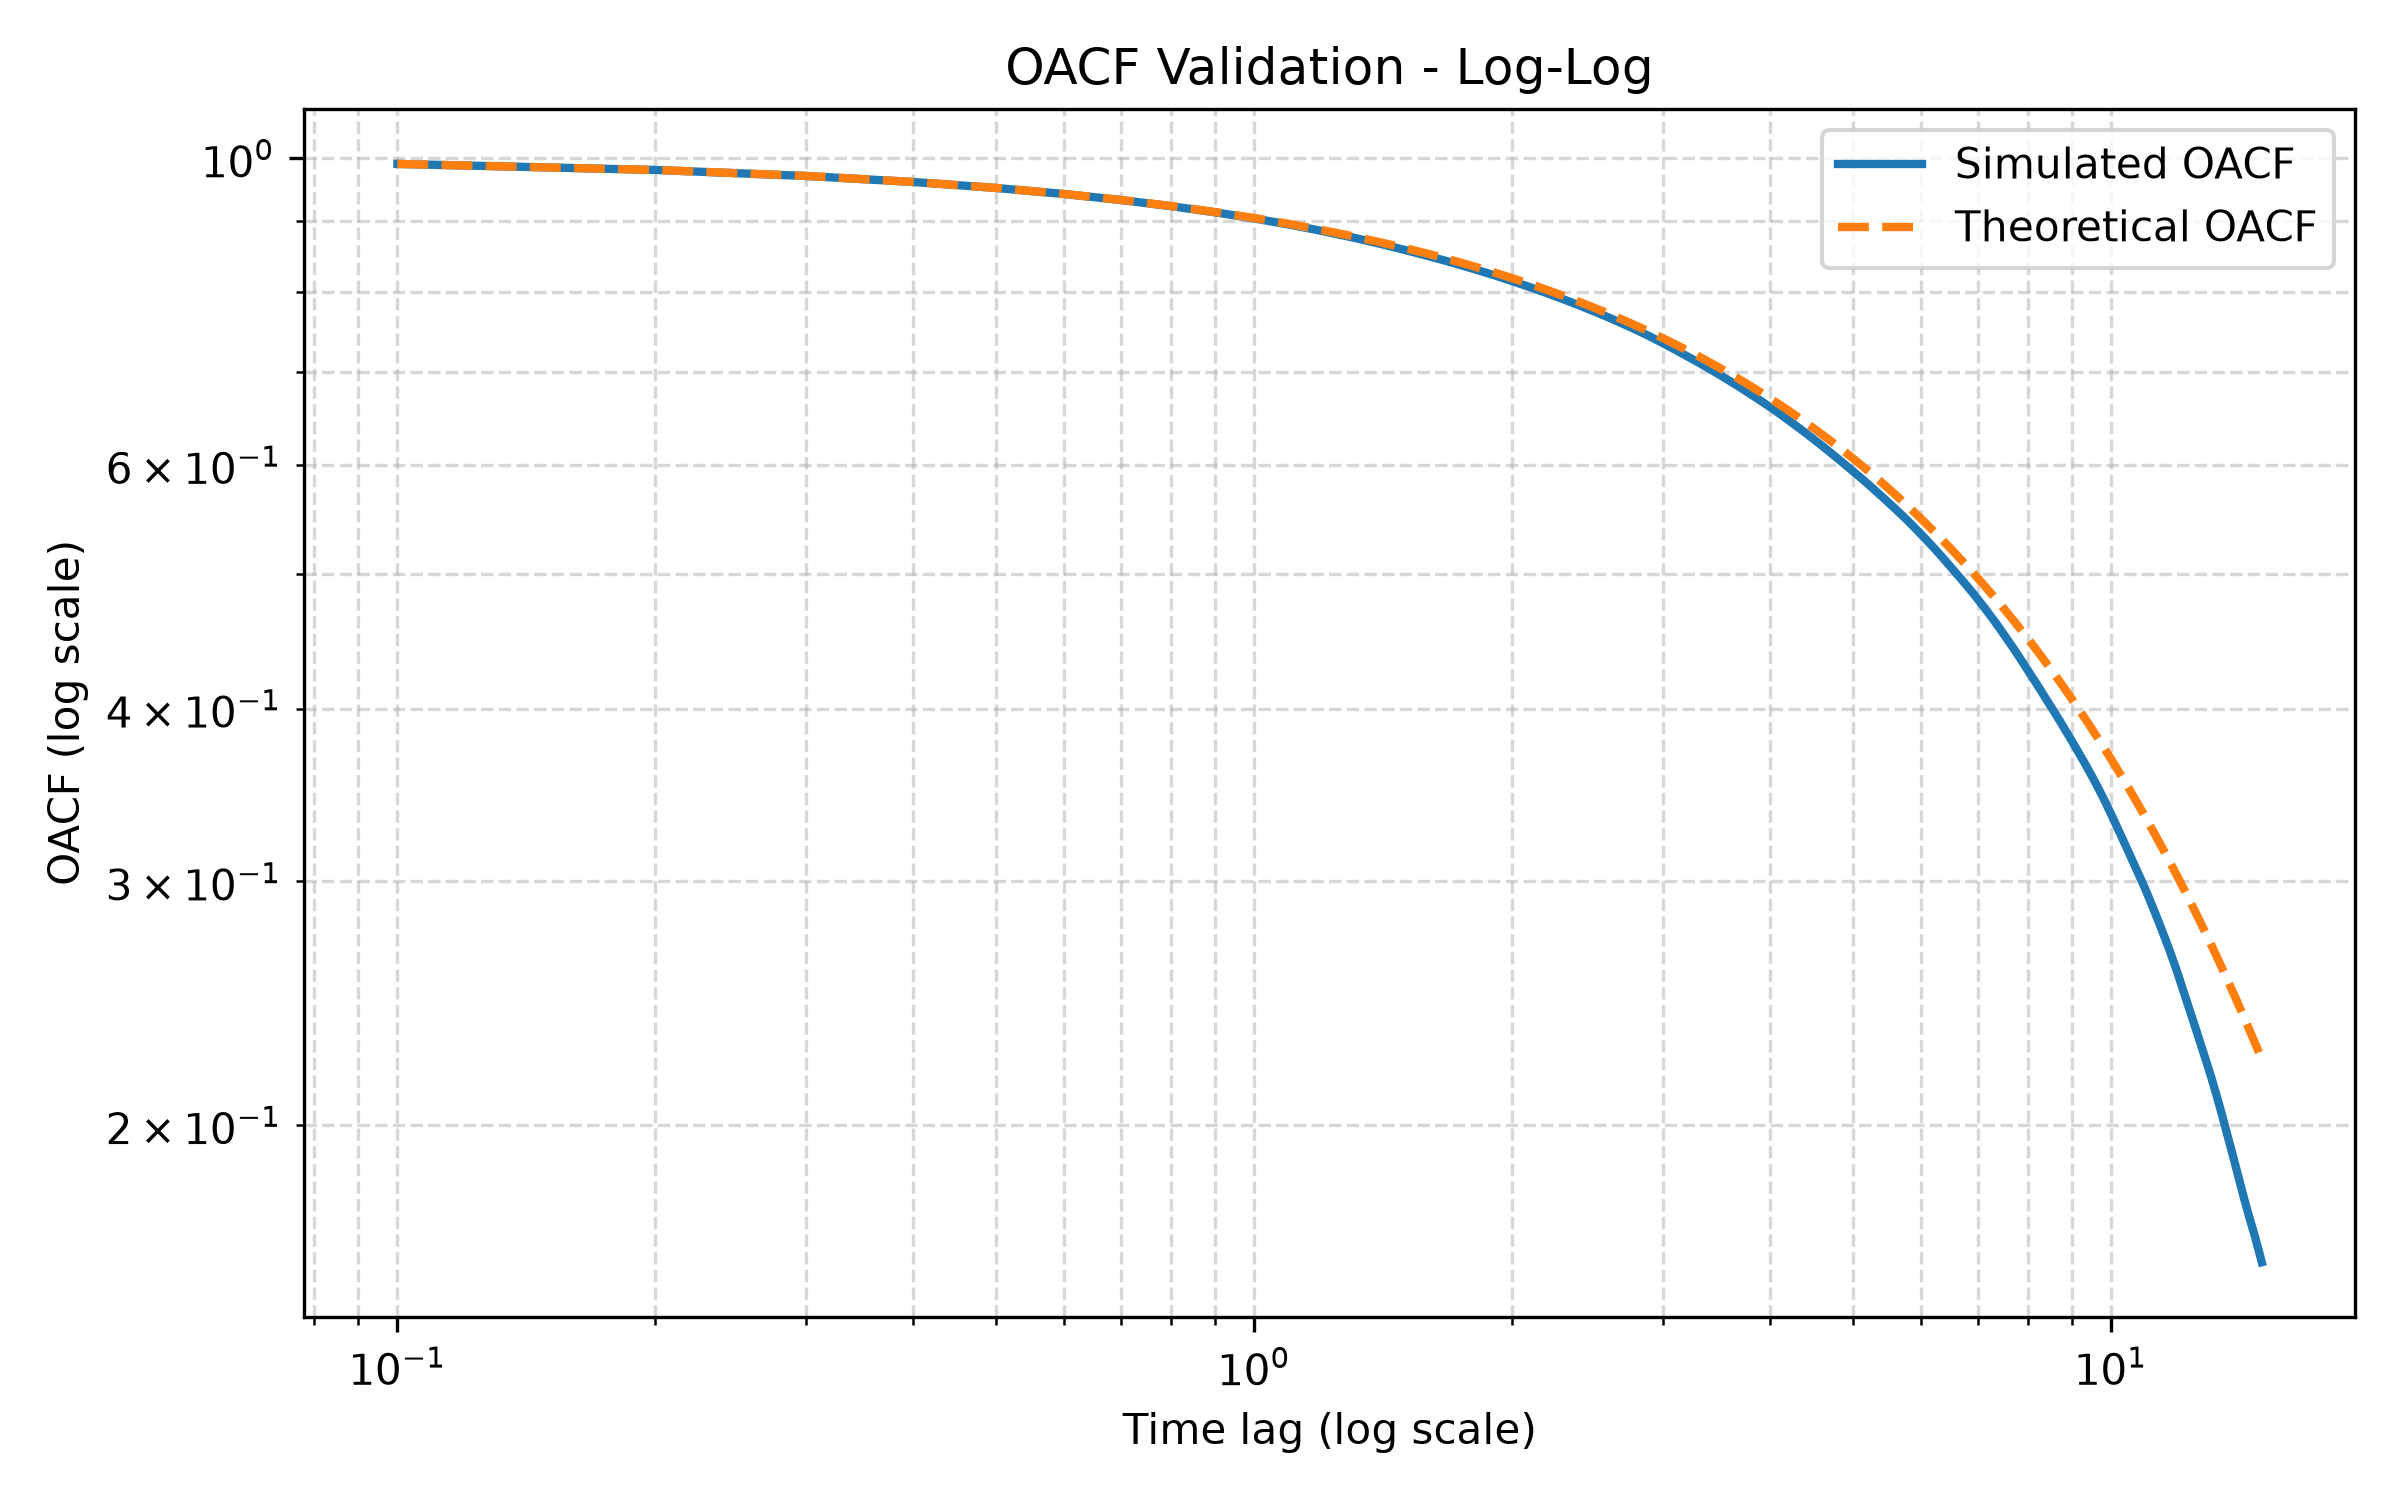 OACF Validation - Log-Log
Simulated OACF
Theoretical OACF
OACF (log scale)
10⁰
6 × 10⁻¹
4 × 10⁻¹
3 × 10⁻¹
2 × 10⁻¹
10⁻¹
10⁰
10¹
Time lag (log scale)